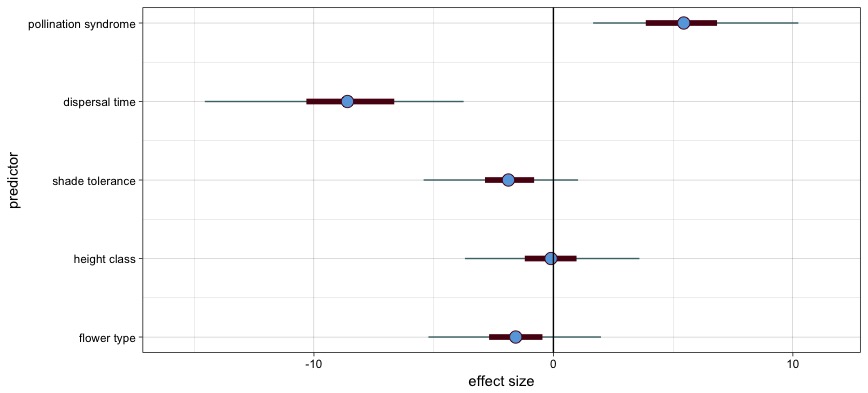 pollination syndrome
dispersal time
shade tolerance
height class
flower type
predictor
-10 0 10
effect size